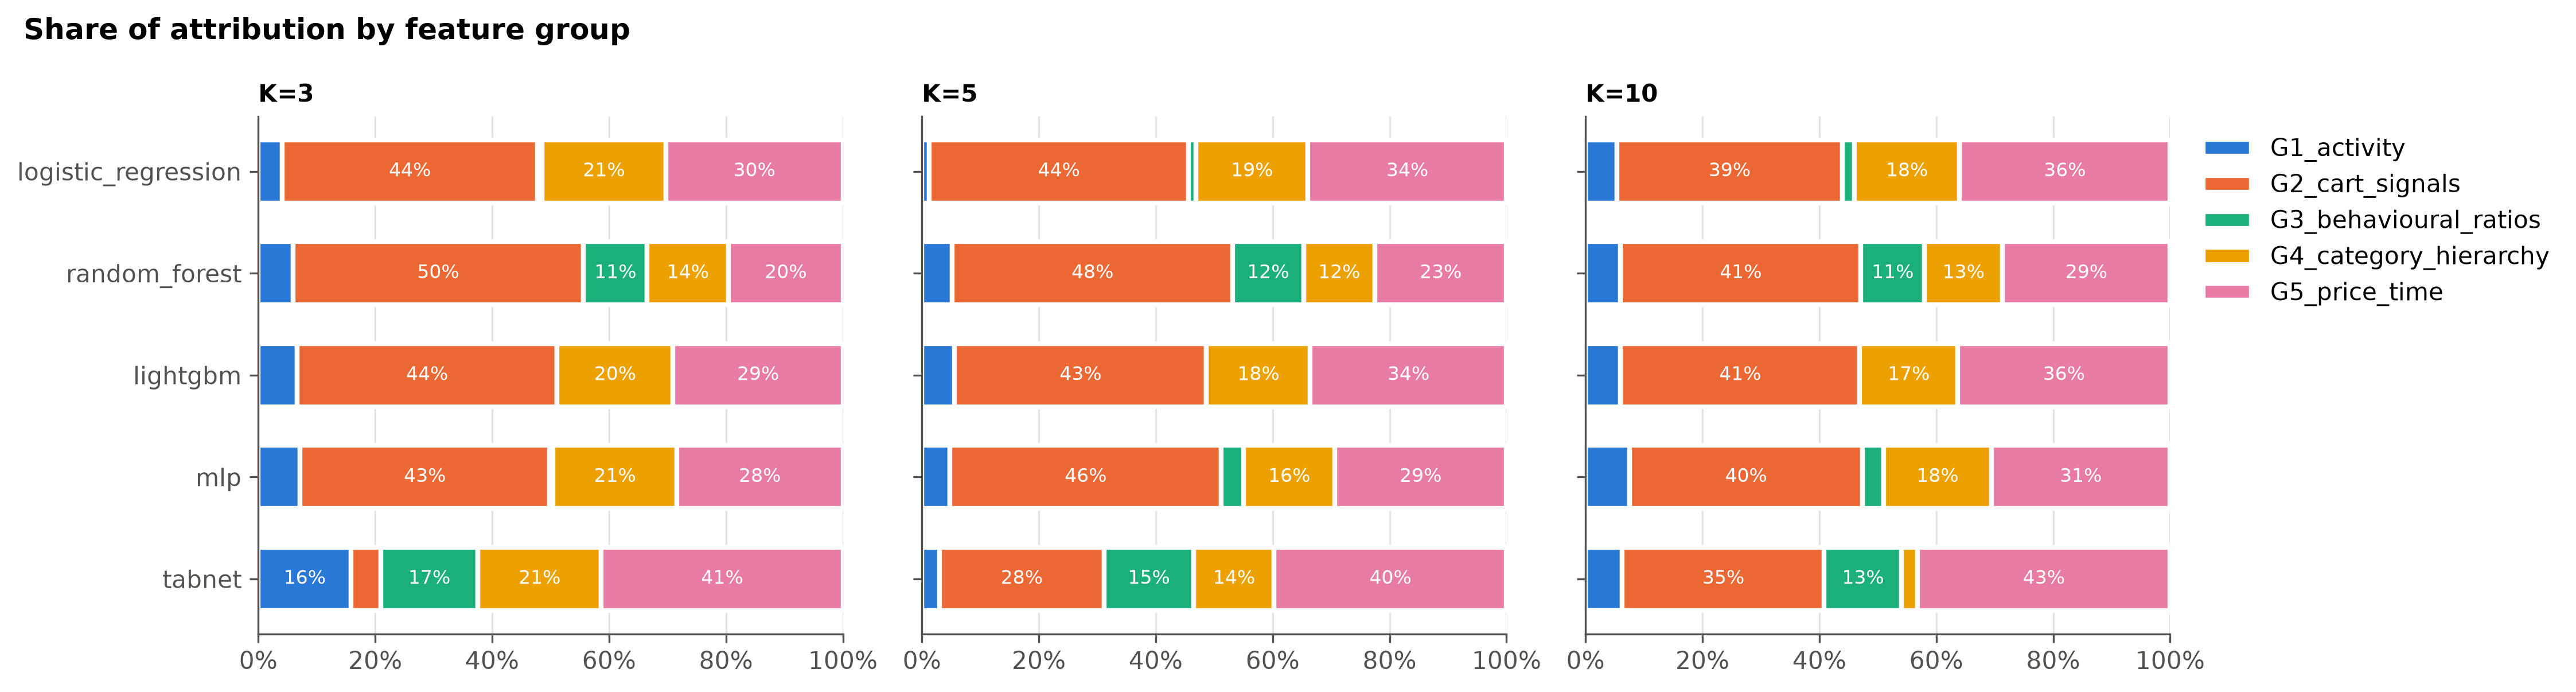 Share of attribution by feature group
K=3
K=5
K=10
logistic_regression
44%
21%
30%
44%
19%
34%
39%
18%
36%
random_forest
50%
11%
14%
20%
48%
12%
12%
23%
41%
11%
13%
29%
lightgbm
44%
20%
29%
43%
18%
34%
41%
17%
36%
mlp
43%
21%
28%
46%
16%
29%
40%
18%
31%
tabnet
16%
17%
21%
41%
28%
15%
14%
40%
35%
13%
43%
0% 20% 40% 60% 80% 100%
0% 20% 40% 60% 80% 100%
0% 20% 40% 60% 80% 100%
G1_activity
G2_cart_signals
G3_behavioural_ratios
G4_category_hierarchy
G5_price_time